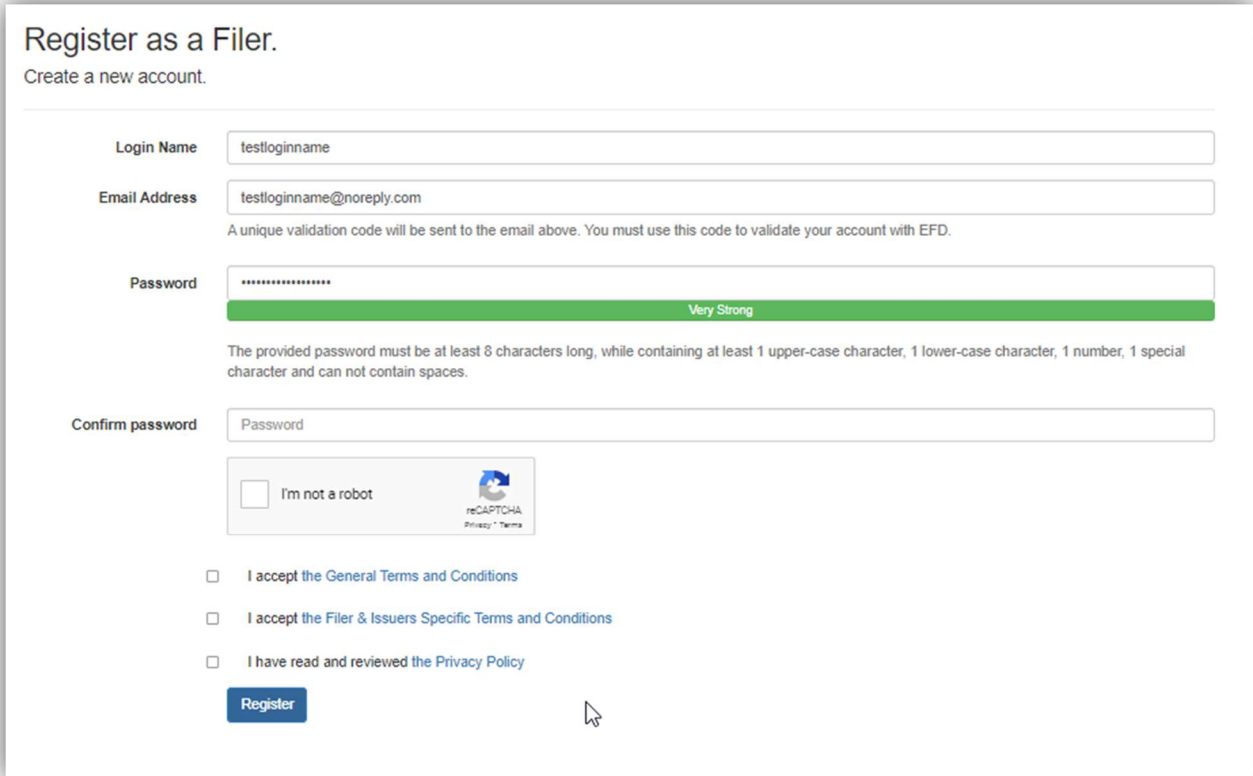 Register as a Filer.
Create a new account.
Login Name
testloginname
Email Address
testloginname@noreply.com
A unique validation code will be sent to the email above. You must use this code to validate your account with EFD.
Password
••••••••••••••••••
Very Strong
The provided password must be at least 8 characters long, while containing at least 1 upper-case character, 1 lower-case character, 1 number, 1 special
character and can not contain spaces.
Confirm password
Password
I'm not a robot
reCAPTCHA
Privacy - Terms
I accept the General Terms and Conditions
I accept the Filer & Issuers Specific Terms and Conditions
I have read and reviewed the Privacy Policy
Register